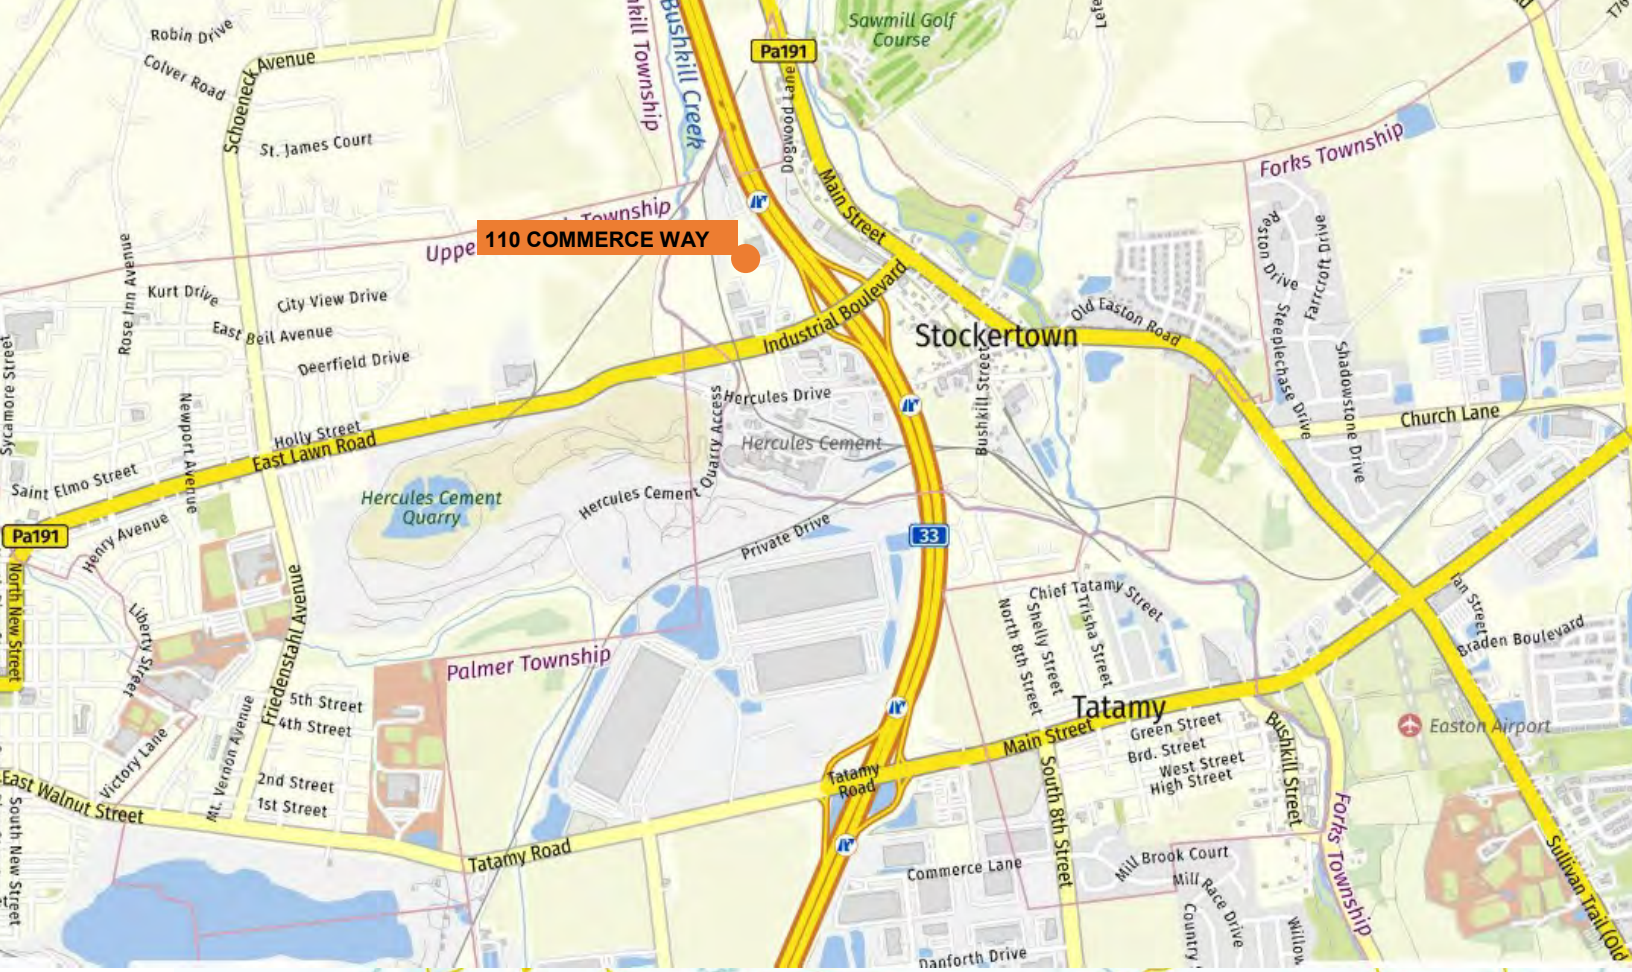 Robin Drive
Colver Road
Schoeneck Avenue
St. James Court
Bushkill Creek
Township
Pa191
Dogwood Lane
Sawmill Golf
Course
Main Street
Forks Township
Township
110 COMMERCE WAY
Rose Inn Avenue
Kurt Drive
City View Drive
East Beil Avenue
Deerfield Drive
Industrial Boulevard
Stockertown
Old Easton Road
Reston Drive
Farrcroft Drive
Steeplechase Drive
Shadowstone Drive
Church Lane
Sycamore Street
Newport Avenue
Holly Street
East Lawn Road
Saint Elmo Street
Hercules Drive
Hercules Cement
Bushkill Street
Hercules Cement
Quarry
Hercules Cement Quarry Access
Private Drive
33
Pa191
Henry Avenue
North New Street
Liberty Street
Friedenstahl Avenue
Palmer Township
Chief Tatamy Street
North 8th Street
Shelly Street
Trisha Street
Ian Street
Braden Boulevard
5th Street
4th Street
2nd Street
1st Street
Mt. Vernon Avenue
Victory Lane
East Walnut Street
South New Street
Tatamy Road
Tatamy
Road
Main Street
Tatamy
Green Street
Brd. Street
West Street
High Street
Bushkill Street
Easton Airport
South 8th Street
Commerce Lane
Mill Brook Court
Mill Race Drive
Country
Forks Township
Danforth Drive
Sullivan Trail (Old